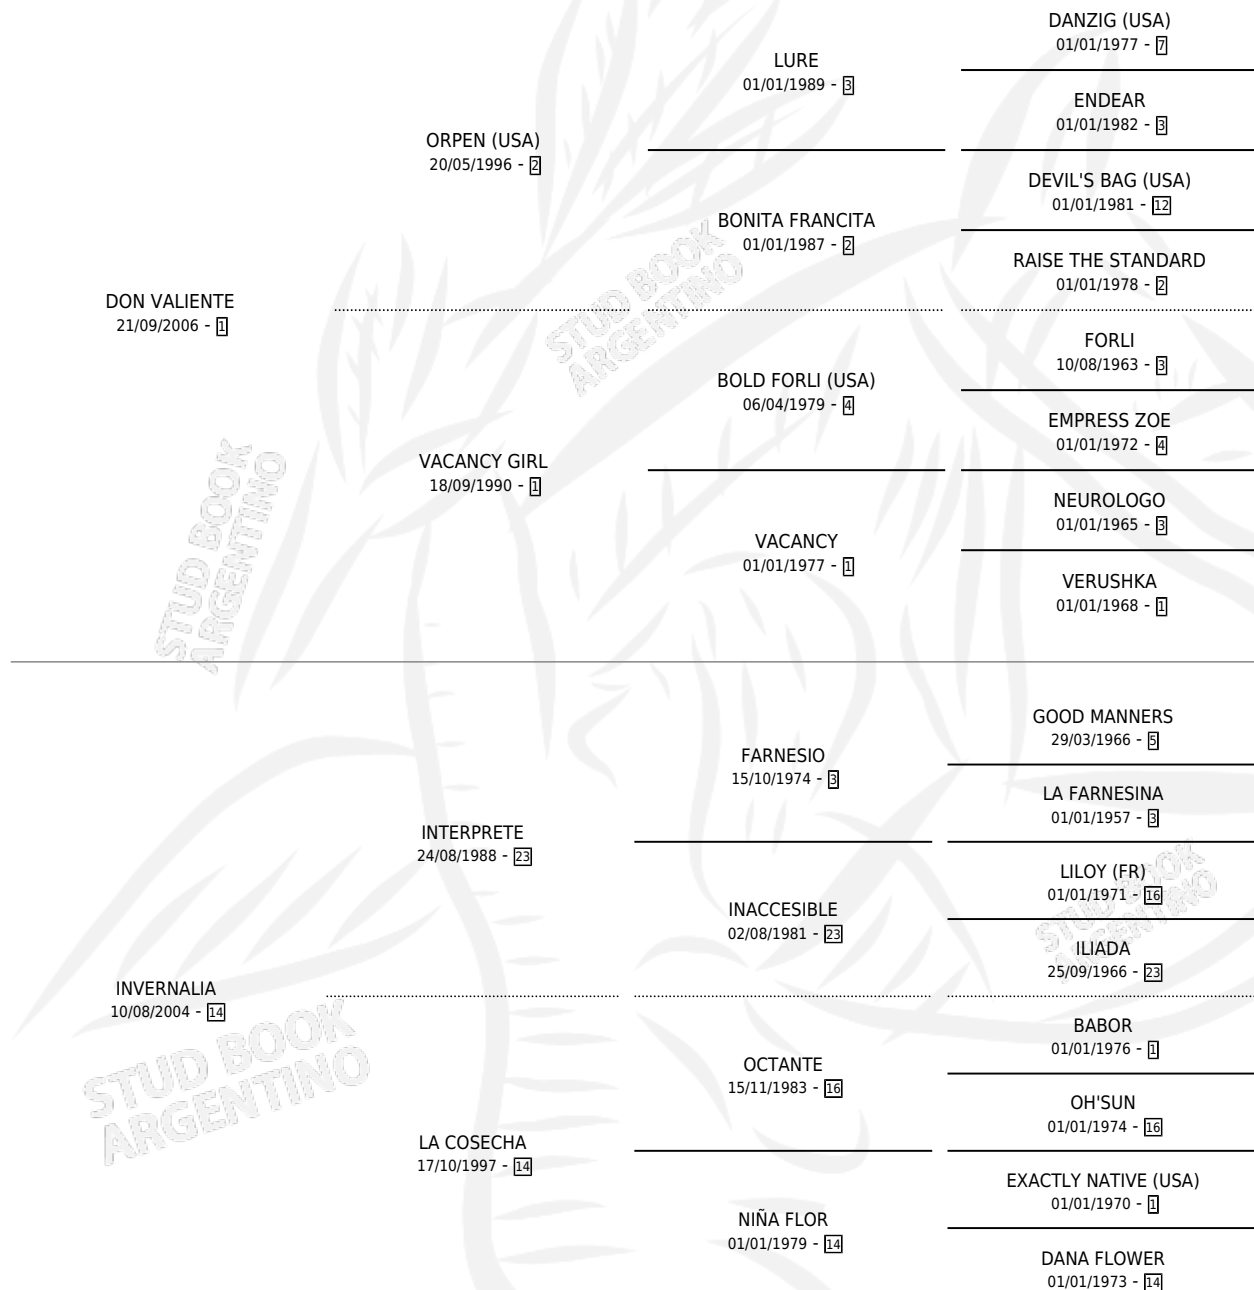 DANZIG (USA)
01/01/1977 - 7
LURE
01/01/1989 - 3
ENDEAR
01/01/1982 - 3
ORPEN (USA)
20/05/1996 - 2
DEVIL'S BAG (USA)
01/01/1981 - 12
BONITA FRANCITA
01/01/1987 - 2
RAISE THE STANDARD
01/01/1978 - 2
DON VALIENTE
21/09/2006 - 1
FORLI
10/08/1963 - 3
BOLD FORLI (USA)
06/04/1979 - 4
EMPRESS ZOE
01/01/1972 - 4
VACANCY GIRL
18/09/1990 - 1
NEUROLOGO
01/01/1965 - 3
VACANCY
01/01/1977 - 1
VERUSHKA
01/01/1968 - 1
GOOD MANNERS
29/03/1966 - 5
FARNESIO
15/10/1974 - 3
LA FARNESINA
01/01/1957 - 3
INTERPRETE
24/08/1988 - 23
LILOY (FR)
01/01/1971 - 16
INACCESIBLE
02/08/1981 - 23
ILIADA
25/09/1966 - 23
INVERNALIA
10/08/2004 - 14
BABOR
01/01/1976 - 1
OCTANTE
15/11/1983 - 16
OH'SUN
01/01/1974 - 16
LA COSECHA
17/10/1997 - 14
EXACTLY NATIVE (USA)
01/01/1970 - 1
NIÑA FLOR
01/01/1979 - 14
DANA FLOWER
01/01/1973 - 14
STUD BOOK
ARGENTINO
STUD BOOK
ARGENTINO
STUD BOOK
ARGENTINO
STUD BOOK
ARGENTINO